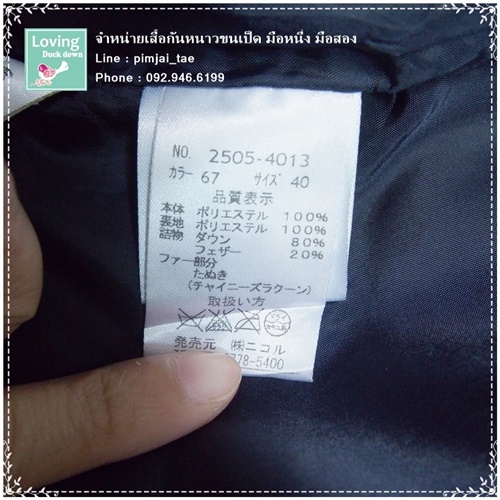 Loving
Duck down
จำหน่ายเสื้อกันหนาวขนเป็ด มือหนึ่ง มือสอง
Line : pimjai_tae
Phone : 092.946.6199
NO. 2505-4013
カラー 67 サイズ 40
品質表示
本体 ポリエステル 100%
裏地 ポリエステル 100%
詰物 ダウン 80%
フェザー 20%
ファー部分
たぬき
(チャイニーズラクーン)
取扱い方
ドライ
発売元 ㈱ニコル
778-5400